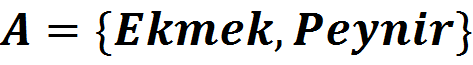 A = {Ekmek, Peynir}